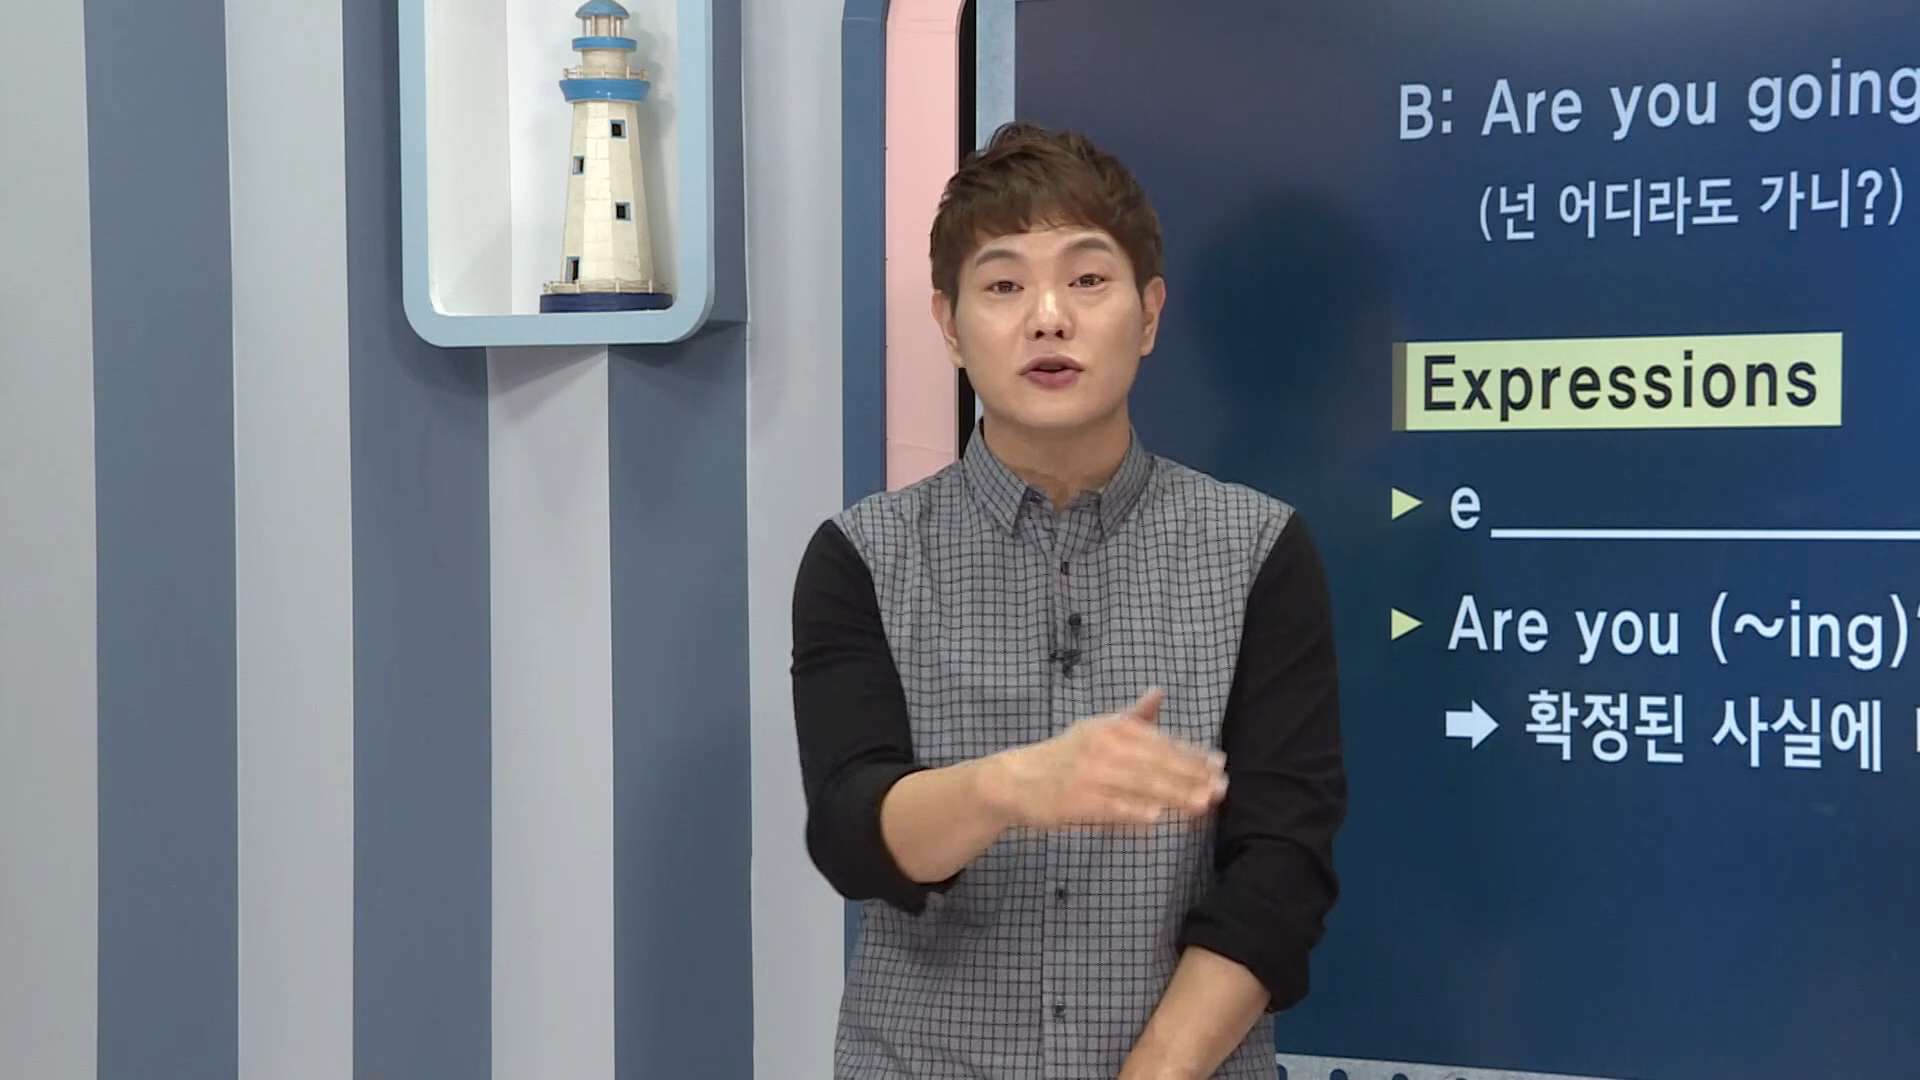 B: Are you going
(넌 어디라도 가니?)
Expressions
▶ e
▶ Are you (~ing)
➡ 확정된 사실에